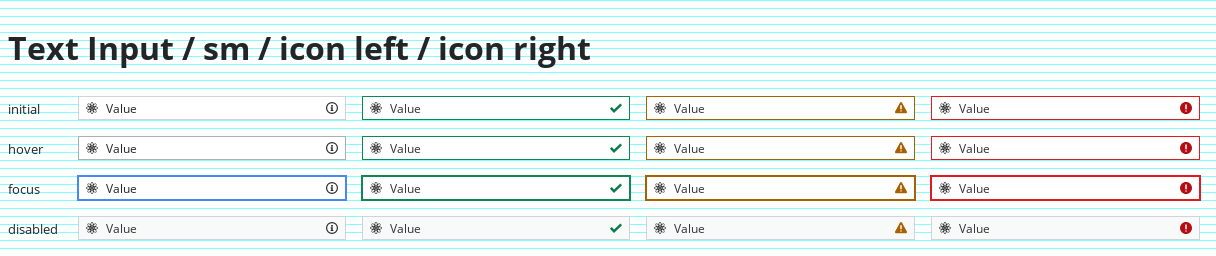 Text Input / sm / icon left / icon right
initial Value Value Value Value
hover Value Value Value Value
focus Value Value Value Value
disabled Value Value Value Value